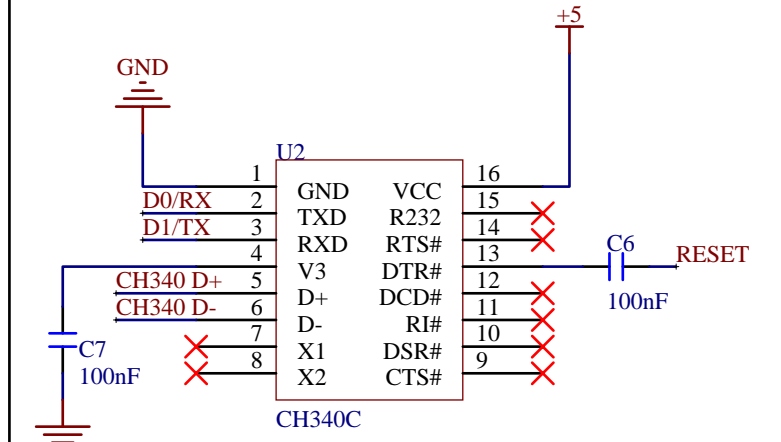 +5
GND
U2
1 16
D0/RX 2 GND VCC 15
D1/TX 3 TXD R232 14
4 RXD RTS# 13 C6 RESET
V3 DTR#
CH340 D+ 5 D+ DCD# 12 100nF
CH340 D- 6 D- RI# 11
7 X1 DSR# 10
C7 8 X2 CTS# 9
100nF
CH340C